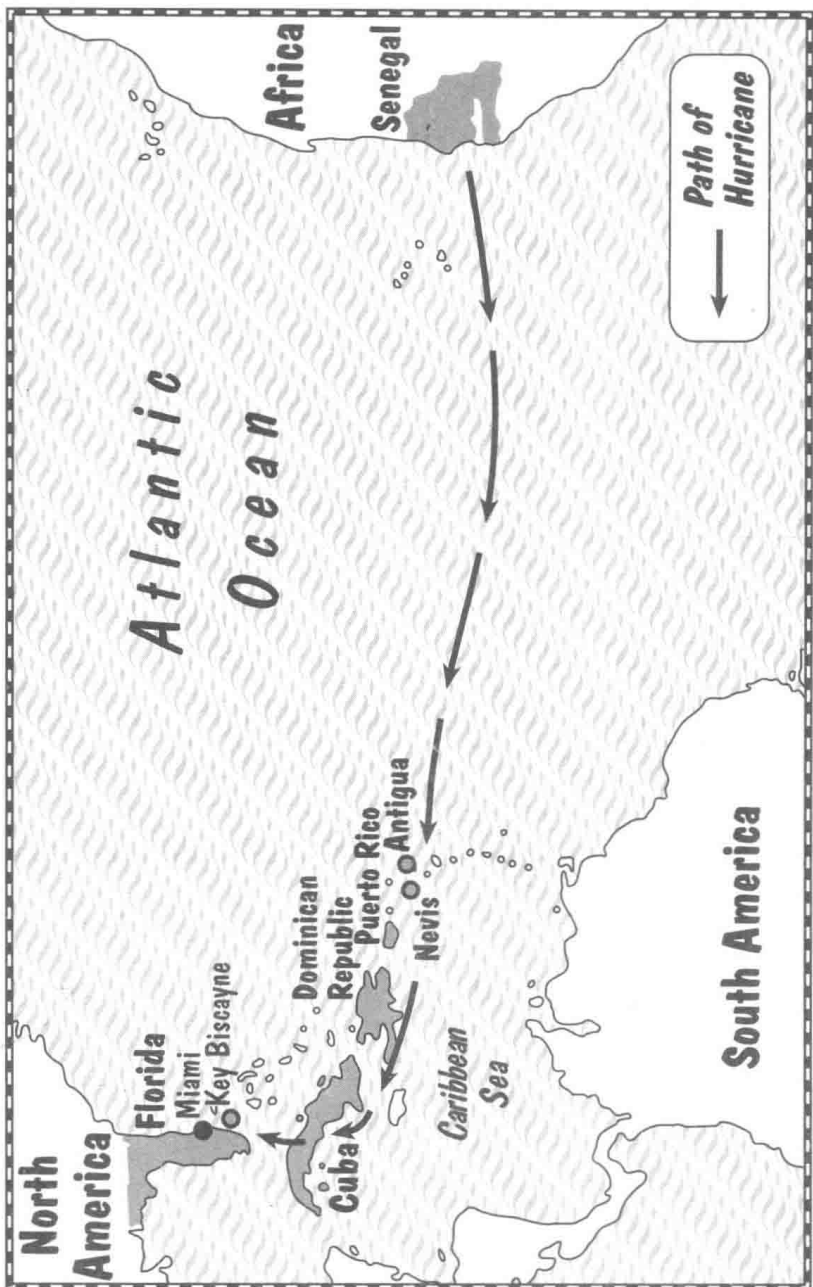 North
America
Florida
Miami
Key Biscayne
Cuba
Dominican
Republic
Puerto Rico
Antigua
Nevis
Caribbean
Sea
South America
Atlantic
Ocean
Africa
Senegal
Path of
Hurricane